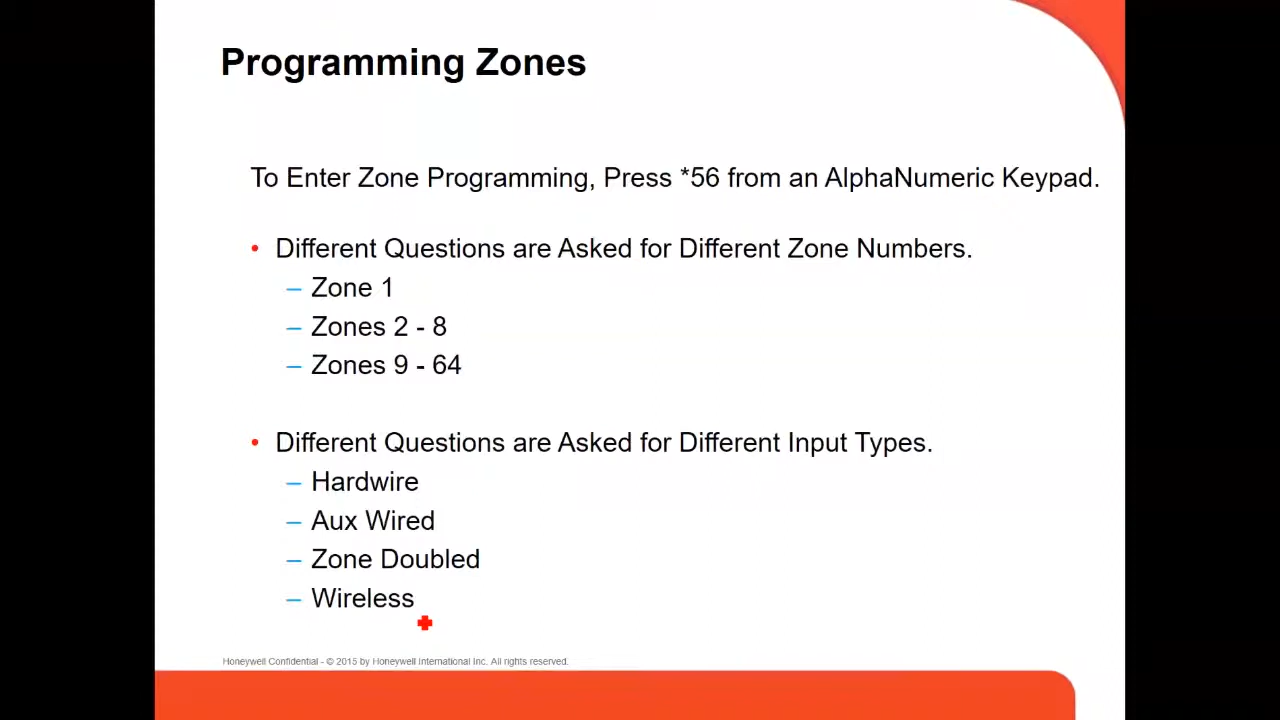 Programming Zones
To Enter Zone Programming, Press *56 from an AlphaNumeric Keypad.
• Different Questions are Asked for Different Zone Numbers.
– Zone 1
– Zones 2 - 8
– Zones 9 - 64
• Different Questions are Asked for Different Input Types.
– Hardwire
– Aux Wired
– Zone Doubled
– Wireless
Honeywell Confidential - © 2015 by Honeywell International Inc. All rights reserved.